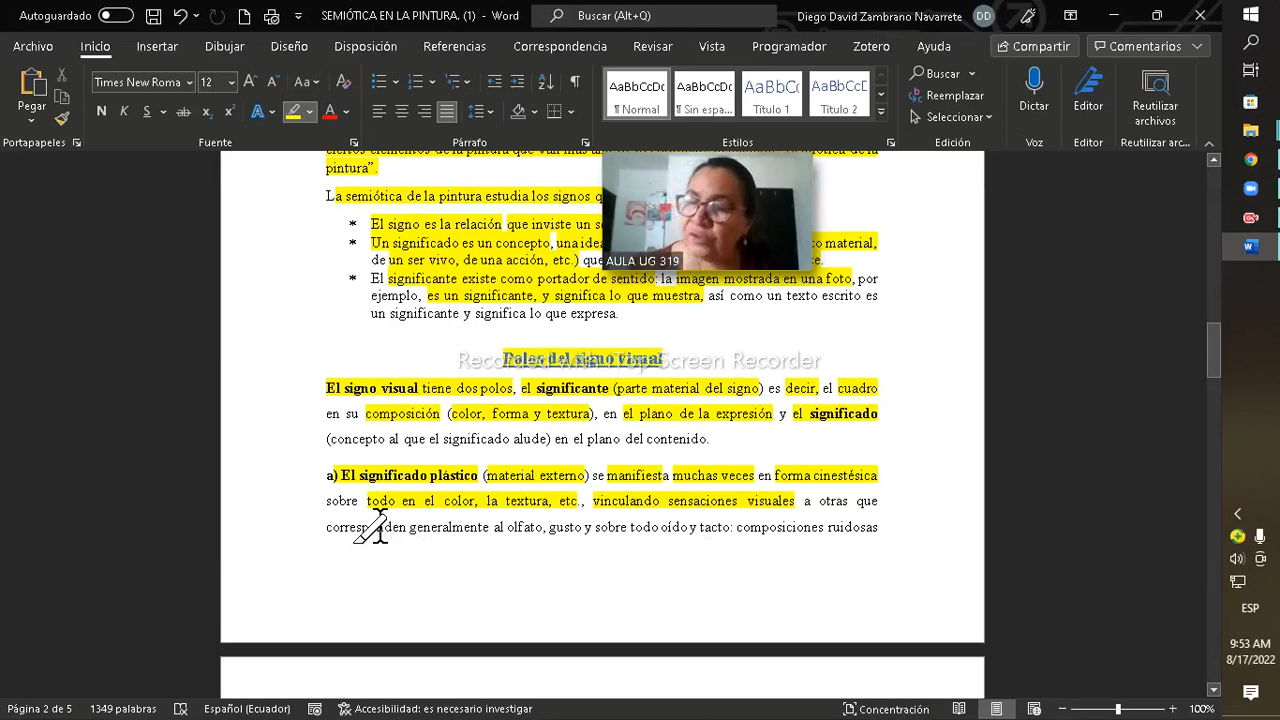 Autoguardado
SEMIÓTICA EN LA PINTURA. (1) - Word
Buscar (Alt+Q)
Diego David Zambrano Navarrete
DD
Archivo Inicio Insertar Dibujar Diseño Disposición Referencias Correspondencia Revisar Vista Programador Zotero Ayuda Compartir Comentarios
Pegar
Times New Roma 12
Aa
N K S ab x₂ x² A A
AaBbCcDc AaBbCcDc AaBbC AaBbCcD
¶ Normal ¶ Sin espa... Título 1 Título 2
Buscar
Reemplazar
Seleccionar
Dictar Editor Reutilizar archivos
Portapapeles Fuente Párrafo Estilos Edición Voz Editor Reutilizar arc...
pintura”.
La semiótica de la pintura estudia los signos
* El signo es la relación que inviste un
* Un significado es un concepto, una material,
de un ser vivo, de una acción, etc.)
AULA UG 319
* El significante existe como portador de sentido: la imagen mostrada en una foto, por
ejemplo, es un significante, y significa lo que muestra, así como un texto escrito es
un significante y significa lo que expresa.
Polos del signo visual
Recorded with Screen Recorder
El signo visual tiene dos polos, el significante (parte material del signo) es decir, el cuadro
en su composición (color, forma y textura), en el plano de la expresión y el significado
(concepto al que el significado alude) en el plano del contenido.
a) El significado plástico (material externo) se manifiesta muchas veces en forma cinestésica
sobre todo en el color, la textura, etc., vinculando sensaciones visuales a otras que
generalmente al olfato, gusto y sobre todo oído y tacto: composiciones ruidosas
ESP
9:53 AM
8/17/2022
Página 2 de 5 1349 palabras Español (Ecuador) Accesibilidad: es necesario investigar Concentración 100%